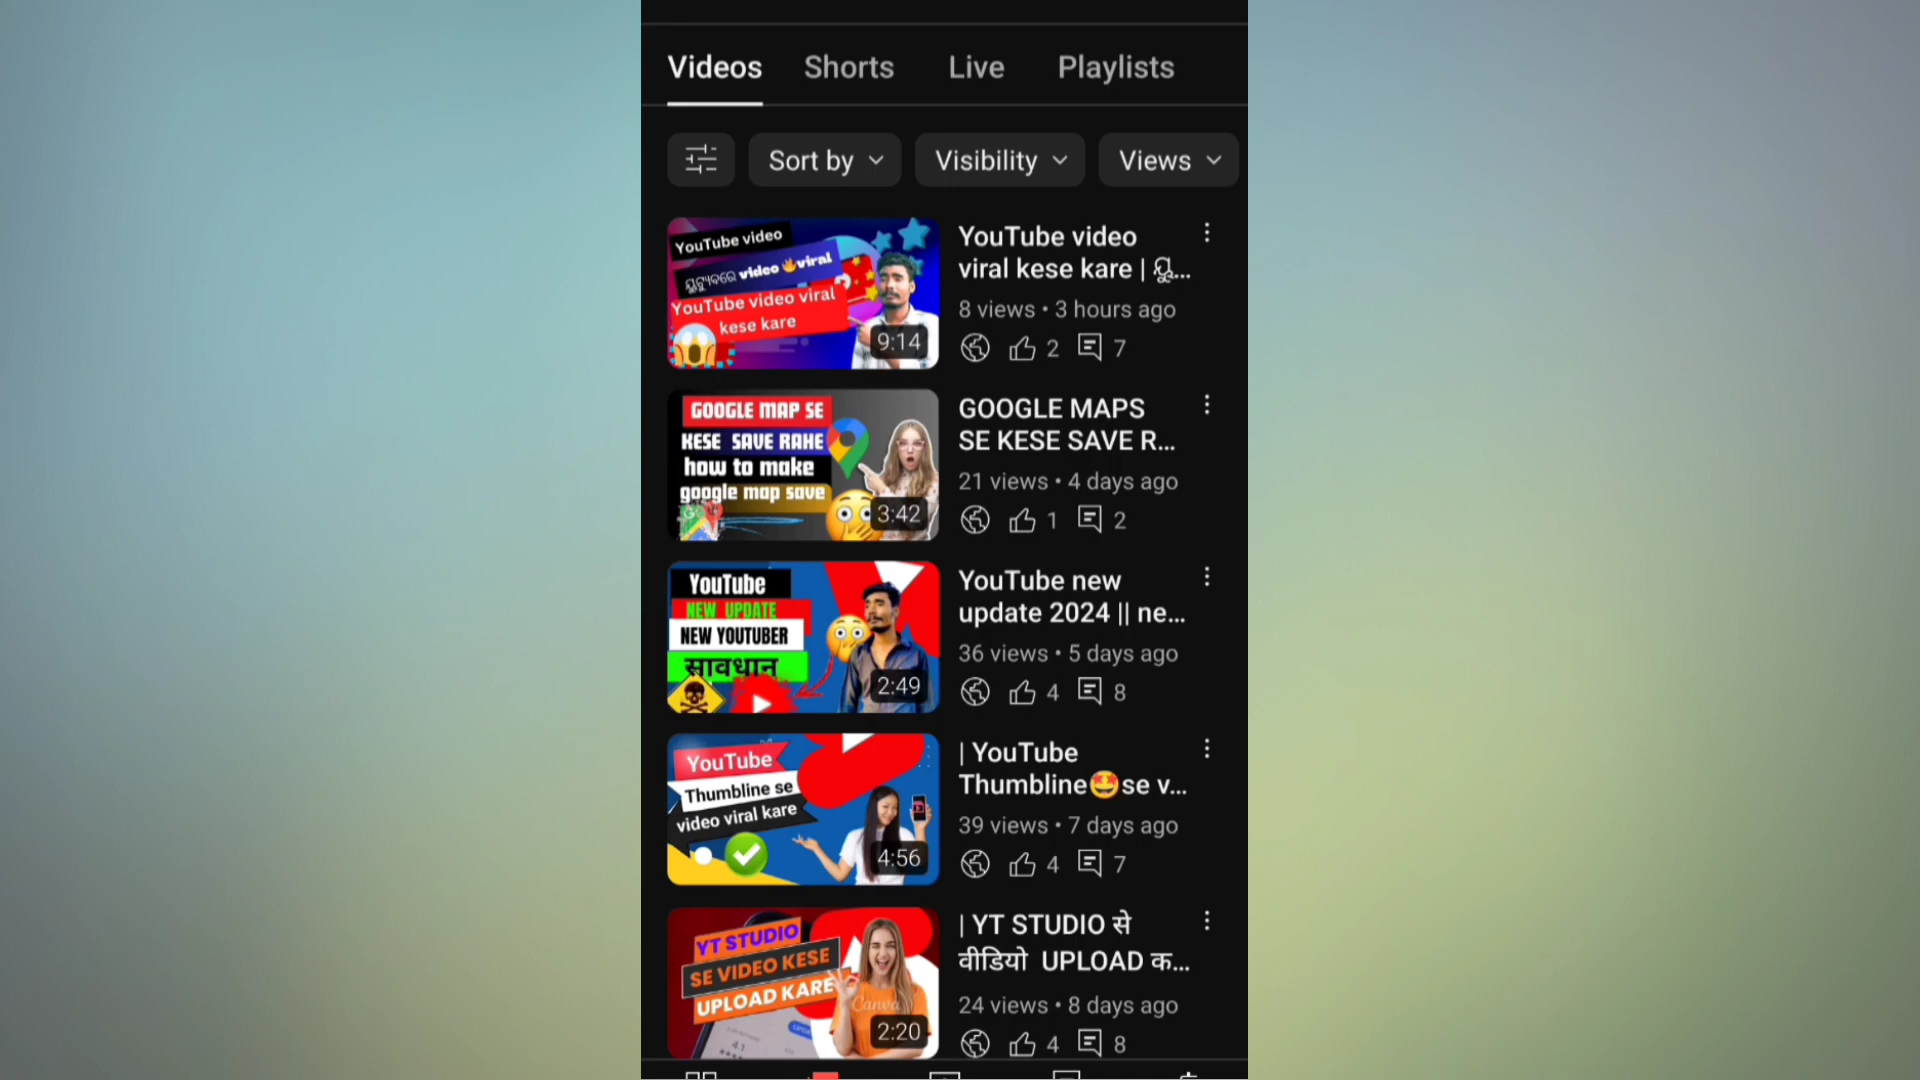 Videos Shorts Live Playlists
Sort by Visibility Views
YouTube video
ୟୁଟ୍ୟୁବରେ video viral
YouTube video viral
kese kare
9:14
YouTube video
viral kese kare | ୟୁ...
8 views • 3 hours ago
2 7
GOOGLE MAP SE
KESE SAVE RAHE
how to make
google map save
3:42
GOOGLE MAPS
SE KESE SAVE R...
21 views • 4 days ago
1 2
YouTube
NEW UPDATE
NEW YOUTUBER
सावधान
2:49
YouTube new
update 2024 || ne...
36 views • 5 days ago
4 8
YouTube
Thumbline se
video viral kare
4:56
| YouTube
Thumbline🤩se v...
39 views • 7 days ago
4 7
YT STUDIO
SE VIDEO KESE
UPLOAD KARE
Canva
4.1
2:20
| YT STUDIO से
वीडियो UPLOAD क...
24 views • 8 days ago
4 8